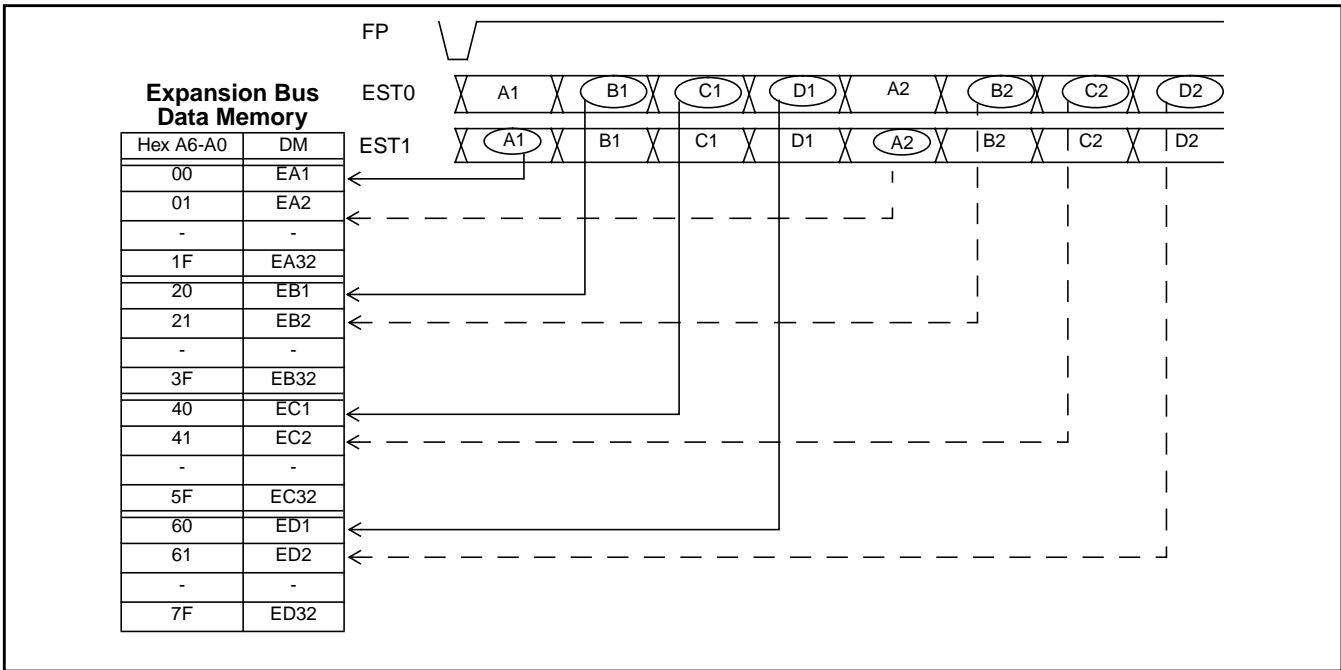 FP
EST0 A1 B1 C1 D1 A2 B2 C2 D2
EST1 A1 B1 C1 D1 A2 B2 C2 D2
Expansion Bus
Data Memory
Hex A6-A0 DM
00 EA1
01 EA2
- -
1F EA32
20 EB1
21 EB2
- -
3F EB32
40 EC1
41 EC2
- -
5F EC32
60 ED1
61 ED2
- -
7F ED32